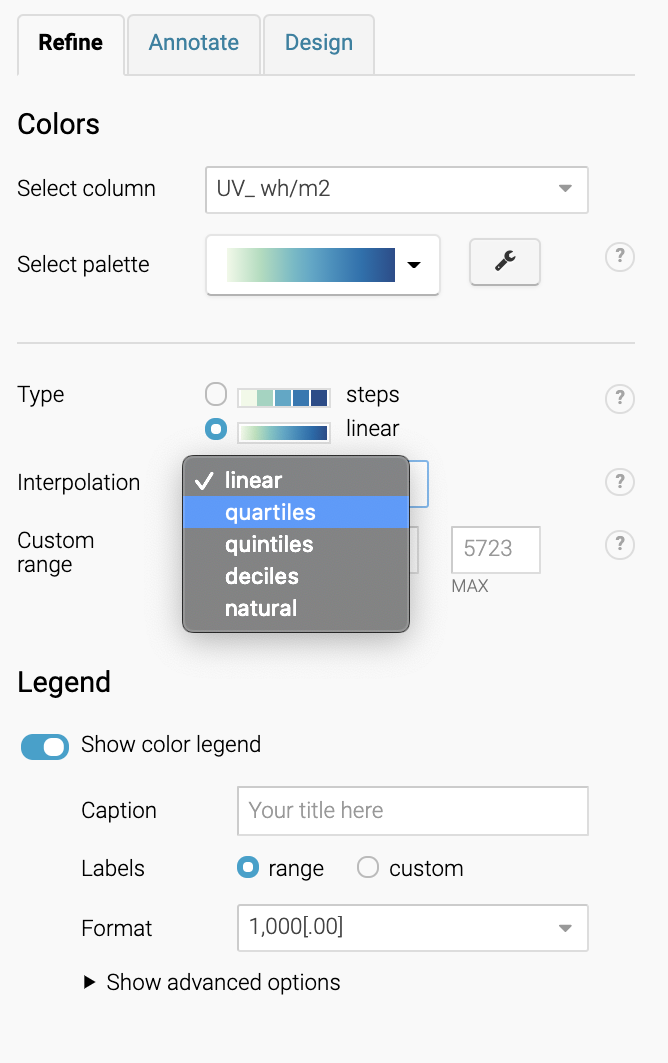 Refine Annotate Design
Colors
Select column UV_ wh/m2
Select palette ?
Type steps ?
linear
Interpolation ✓ linear ?
quartiles
Custom quintiles 5723 ?
range deciles MAX
natural
Legend
Show color legend
Caption Your title here
Labels range custom
Format 1,000[.00]
Show advanced options